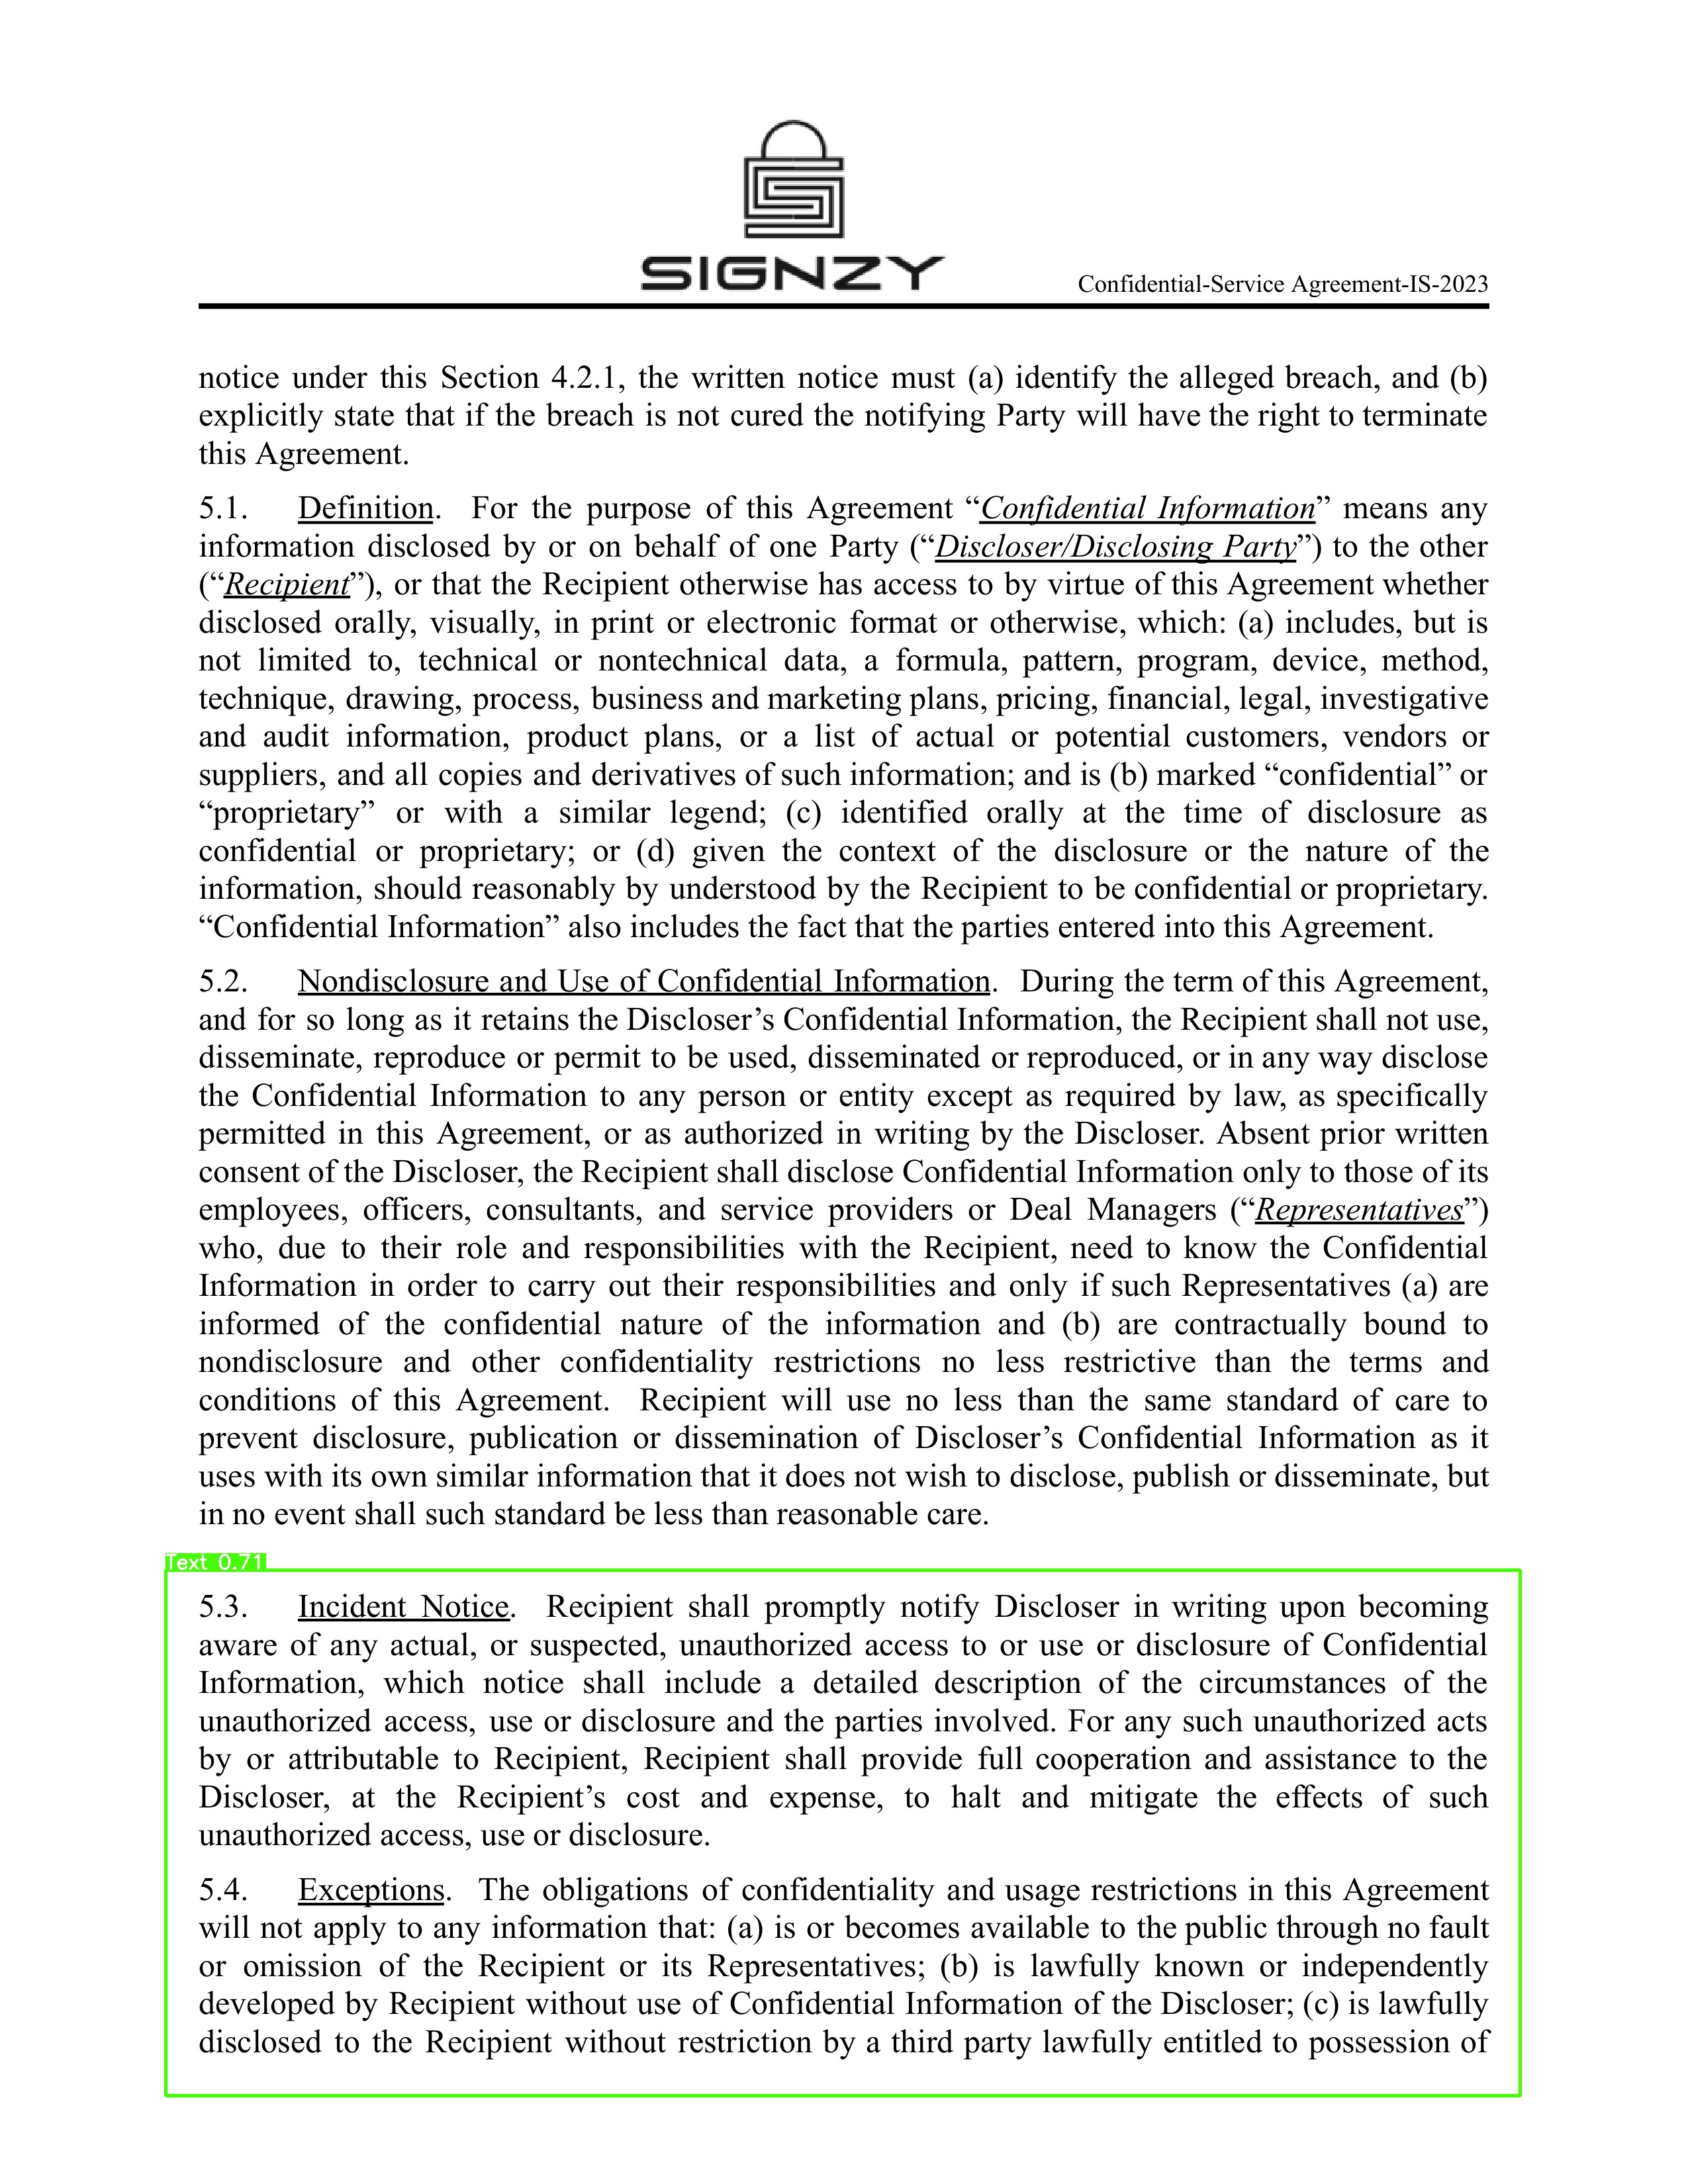 SIGNZY
Confidential-Service Agreement-IS-2023
notice under this Section 4.2.1, the written notice must (a) identify the alleged breach, and (b)
explicitly state that if the breach is not cured the notifying Party will have the right to terminate
this Agreement.
5.1. Definition. For the purpose of this Agreement “Confidential Information” means any
information disclosed by or on behalf of one Party (“Discloser/Disclosing Party”) to the other
(“Recipient”), or that the Recipient otherwise has access to by virtue of this Agreement whether
disclosed orally, visually, in print or electronic format or otherwise, which: (a) includes, but is
not limited to, technical or nontechnical data, a formula, pattern, program, device, method,
technique, drawing, process, business and marketing plans, pricing, financial, legal, investigative
and audit information, product plans, or a list of actual or potential customers, vendors or
suppliers, and all copies and derivatives of such information; and is (b) marked “confidential” or
“proprietary” or with a similar legend; (c) identified orally at the time of disclosure as
confidential or proprietary; or (d) given the context of the disclosure or the nature of the
information, should reasonably by understood by the Recipient to be confidential or proprietary.
“Confidential Information” also includes the fact that the parties entered into this Agreement.
5.2. Nondisclosure and Use of Confidential Information. During the term of this Agreement,
and for so long as it retains the Discloser’s Confidential Information, the Recipient shall not use,
disseminate, reproduce or permit to be used, disseminated or reproduced, or in any way disclose
the Confidential Information to any person or entity except as required by law, as specifically
permitted in this Agreement, or as authorized in writing by the Discloser. Absent prior written
consent of the Discloser, the Recipient shall disclose Confidential Information only to those of its
employees, officers, consultants, and service providers or Deal Managers (“Representatives”)
who, due to their role and responsibilities with the Recipient, need to know the Confidential
Information in order to carry out their responsibilities and only if such Representatives (a) are
informed of the confidential nature of the information and (b) are contractually bound to
nondisclosure and other confidentiality restrictions no less restrictive than the terms and
conditions of this Agreement. Recipient will use no less than the same standard of care to
prevent disclosure, publication or dissemination of Discloser’s Confidential Information as it
uses with its own similar information that it does not wish to disclose, publish or disseminate, but
in no event shall such standard be less than reasonable care.
Text 0.71
5.3. Incident Notice. Recipient shall promptly notify Discloser in writing upon becoming
aware of any actual, or suspected, unauthorized access to or use or disclosure of Confidential
Information, which notice shall include a detailed description of the circumstances of the
unauthorized access, use or disclosure and the parties involved. For any such unauthorized acts
by or attributable to Recipient, Recipient shall provide full cooperation and assistance to the
Discloser, at the Recipient’s cost and expense, to halt and mitigate the effects of such
unauthorized access, use or disclosure.
5.4. Exceptions. The obligations of confidentiality and usage restrictions in this Agreement
will not apply to any information that: (a) is or becomes available to the public through no fault
or omission of the Recipient or its Representatives; (b) is lawfully known or independently
developed by Recipient without use of Confidential Information of the Discloser; (c) is lawfully
disclosed to the Recipient without restriction by a third party lawfully entitled to possession of